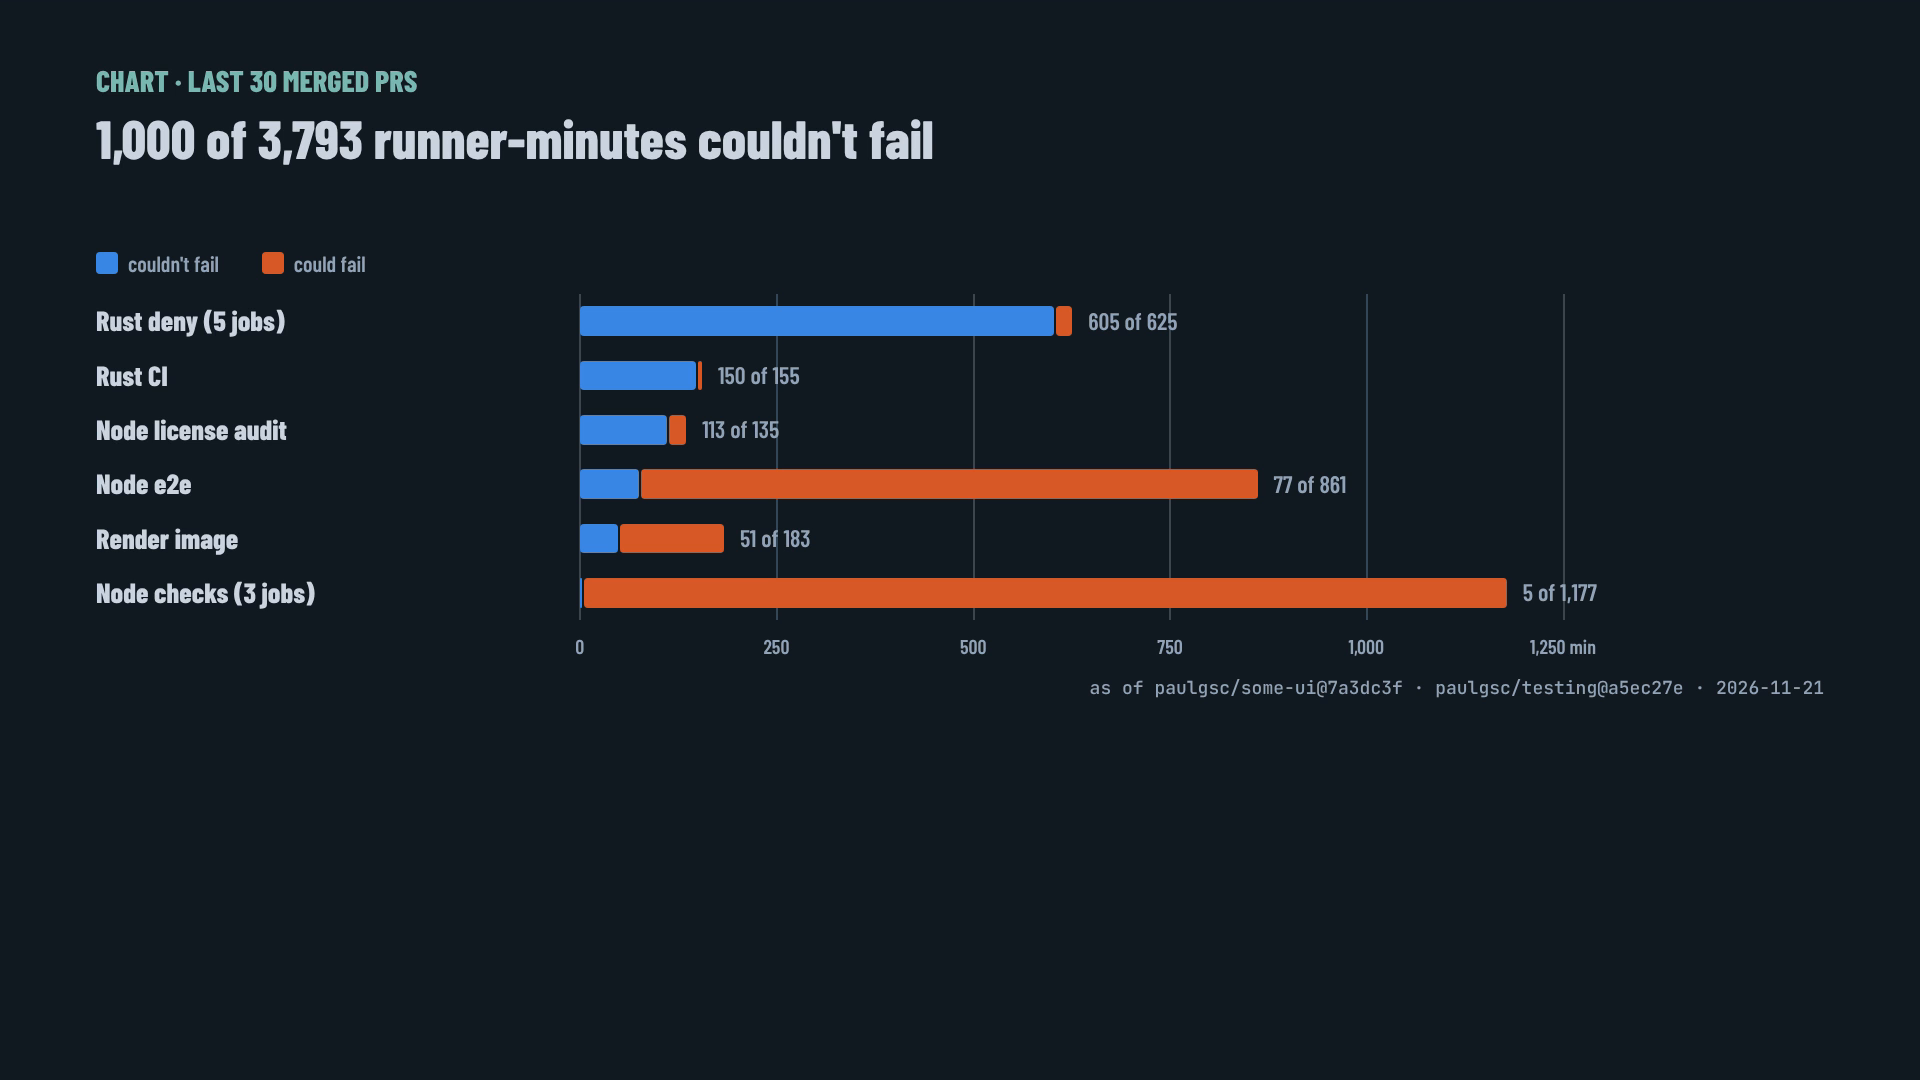 CHART · LAST 30 MERGED PRS
1,000 of 3,793 runner-minutes couldn't fail
couldn't fail could fail
Rust deny (5 jobs) 605 of 625
Rust CI 150 of 155
Node license audit 113 of 135
Node e2e 77 of 861
Render image 51 of 183
Node checks (3 jobs) 5 of 1,177
0 250 500 750 1,000 1,250 min
as of paulgsc/some-ui@7a3dc3f · paulgsc/testing@a5ec27e · 2026-11-21